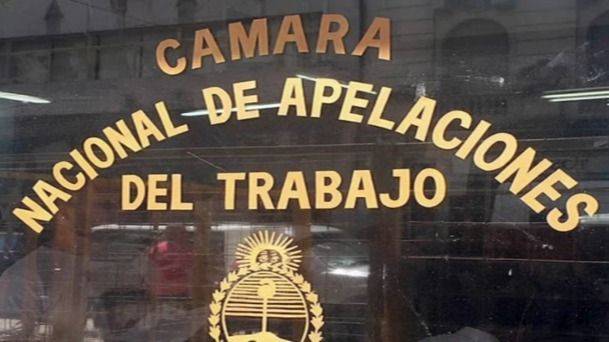 CAMARA
NACIONAL DE APELACIONES
DEL TRABAJO